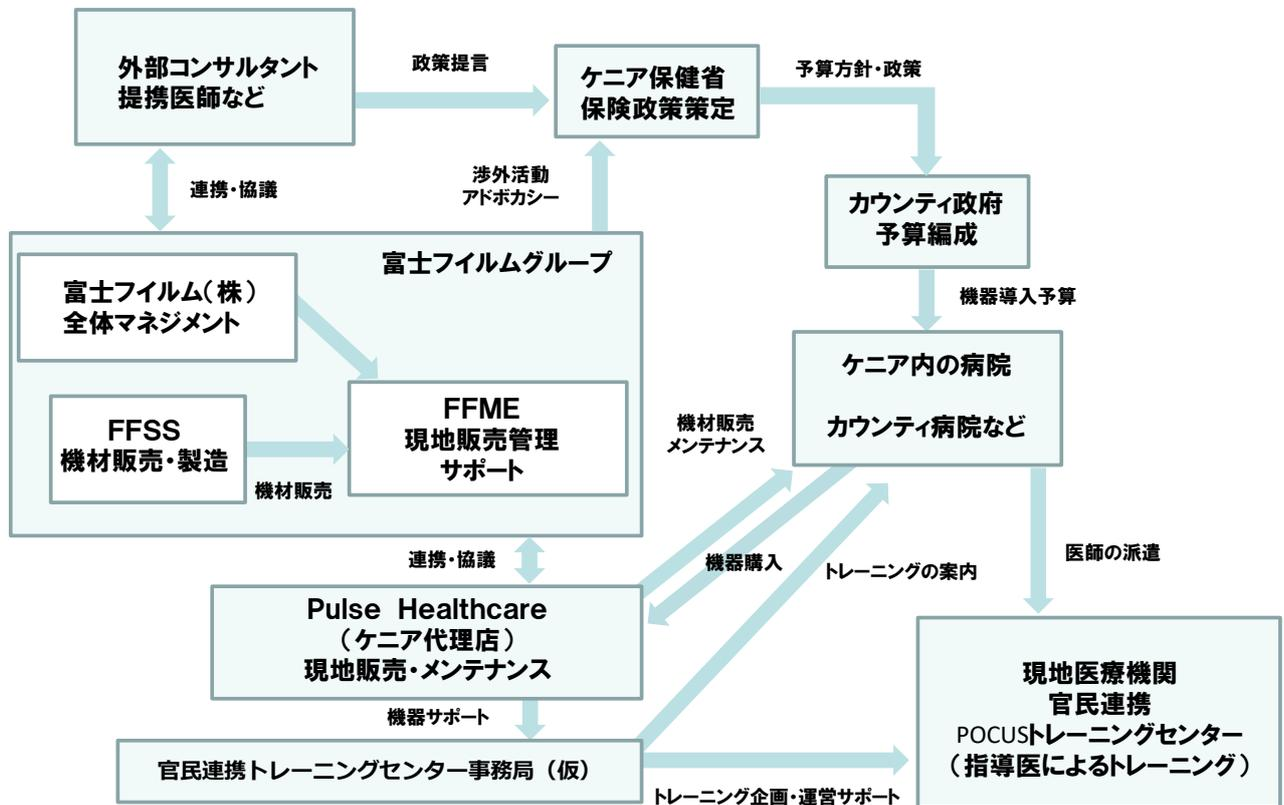 外部コンサルタント
提携医師など
政策提言
ケニア保健省
保険政策策定
予算方針・政策
連携・協議
渉外活動
アドボカシー
カウンティ政府
予算編成
富士フイルムグループ
富士フイルム(株)
全体マネジメント
機器導入予算
ケニア内の病院
カウンティ病院など
FFSS
機材販売・製造
機材販売
FFME
現地販売管理
サポート
機材販売
メンテナンス
連携・協議
機器購入
トレーニングの案内
医師の派遣
Pulse Healthcare
(ケニア代理店)
現地販売・メンテナンス
機器サポート
官民連携トレーニングセンター事務局(仮)
トレーニング企画・運営サポート
現地医療機関
官民連携
POCUSトレーニングセンター
(指導医によるトレーニング)